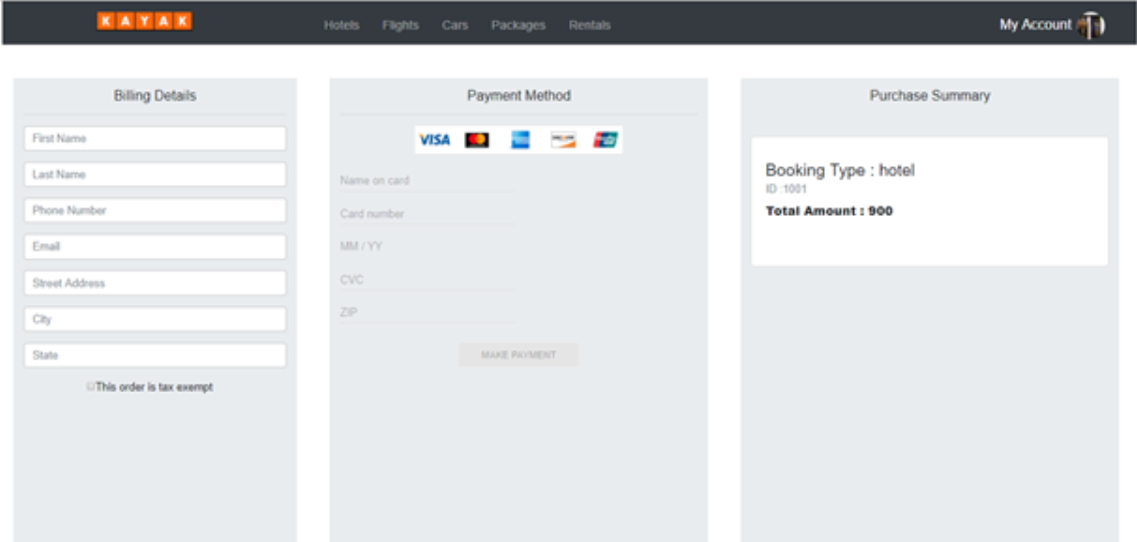 KAYAK Hotels Flights Cars Packages Rentals My Account
Billing Details
First Name
Last Name
Phone Number
Email
Street Address
City
State
This order is tax exempt
Payment Method
VISA
Name on card
Card number
MM / YY
CVC
ZIP
MAKE PAYMENT
Purchase Summary
Booking Type : hotel
ID :1001
Total Amount : 900